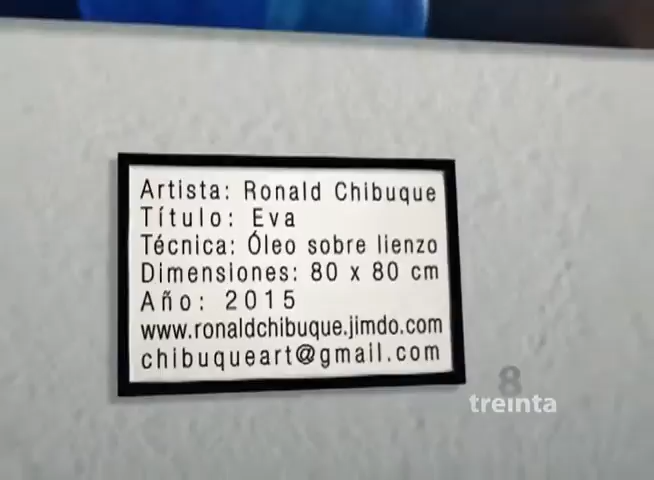 Artista: Ronald Chibuque
Título: Eva
Técnica: Óleo sobre lienzo
Dimensiones: 80 x 80 cm
Año: 2015
www.ronaldchibuque.jimdo.com
chibuqueart@gmail.com
8
treinta